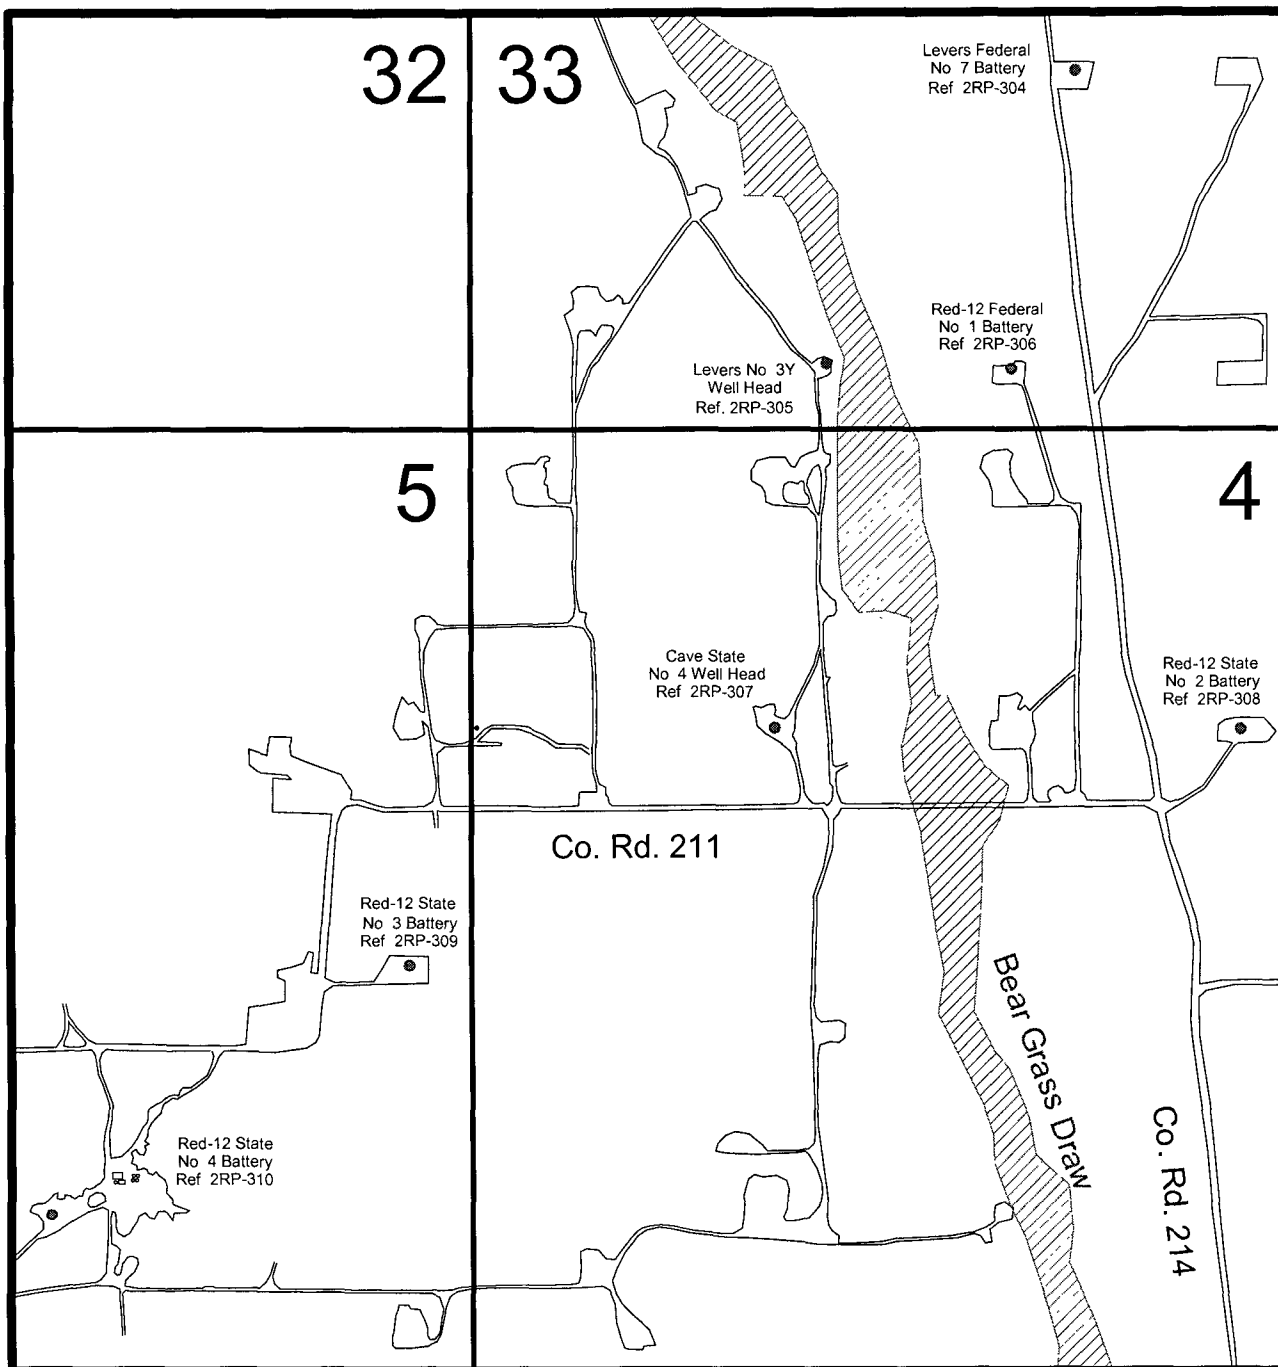 32
33
Levers Federal
No 7 Battery
Ref 2RP-304
Red-12 Federal
No 1 Battery
Ref 2RP-306
Levers No 3Y
Well Head
Ref. 2RP-305
5
4
Cave State
No 4 Well Head
Ref 2RP-307
Red-12 State
No 2 Battery
Ref 2RP-308
Co. Rd. 211
Red-12 State
No 3 Battery
Ref 2RP-309
Bear Grass Draw
Co. Rd. 214
Red-12 State
No 4 Battery
Ref 2RP-310